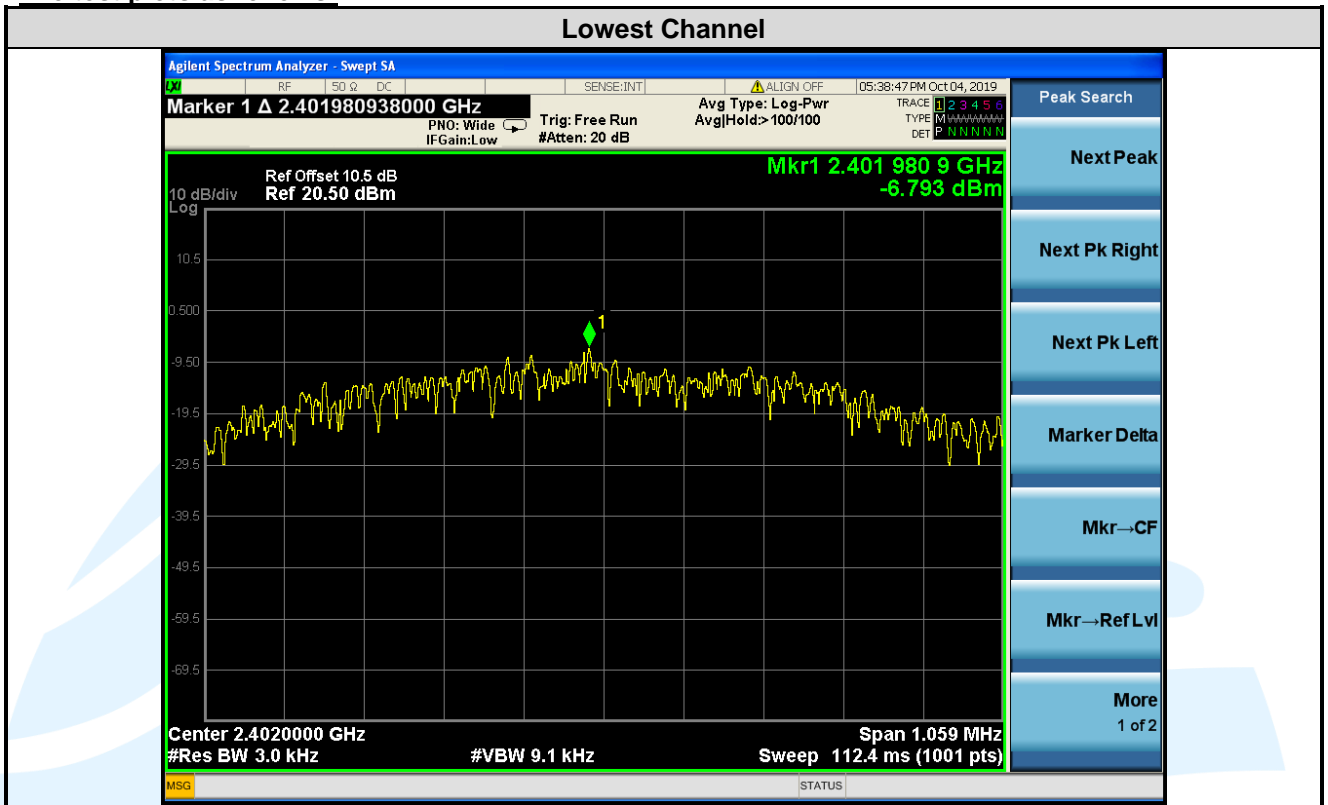 Lowest Channel
Agilent Spectrum Analyzer - Swept SA
LXI RF 50 Ω DC SENSE:INT ALIGN OFF 05:38:47 PM Oct 04, 2019
Marker 1 Δ 2.401980938000 GHz
PNO: Wide
IFGain:Low
Trig: Free Run
#Atten: 20 dB
Avg Type: Log-Pwr
Avg|Hold:>100/100
TRACE 1 2 3 4 5 6
TYPE M
DET P N N N N N
Peak Search
Next Peak
Next Pk Right
Next Pk Left
Marker Delta
Mkr→CF
Mkr→Ref Lvl
More
1 of 2
Mkr1 2.401 980 9 GHz
-6.793 dBm
Ref Offset 10.5 dB
10 dB/div Ref 20.50 dBm
Log
10.5
0.500
-9.50
-19.5
-29.5
-39.5
-49.5
-59.5
-69.5
1
Center 2.4020000 GHz Span 1.059 MHz
#Res BW 3.0 kHz #VBW 9.1 kHz Sweep 112.4 ms (1001 pts)
MSG STATUS